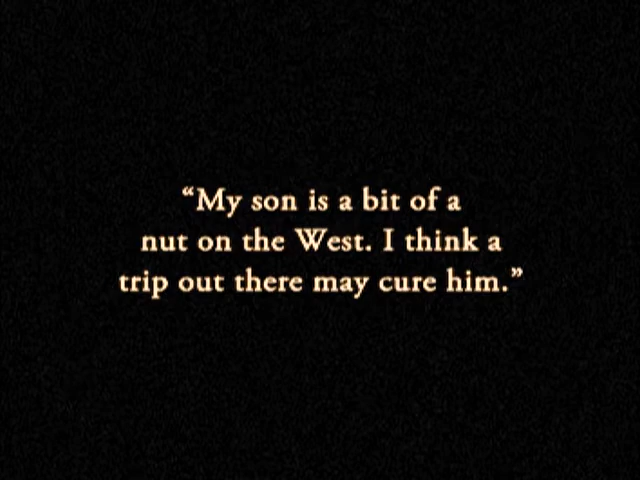 “My son is a bit of a
nut on the West. I think a
trip out there may cure him.”